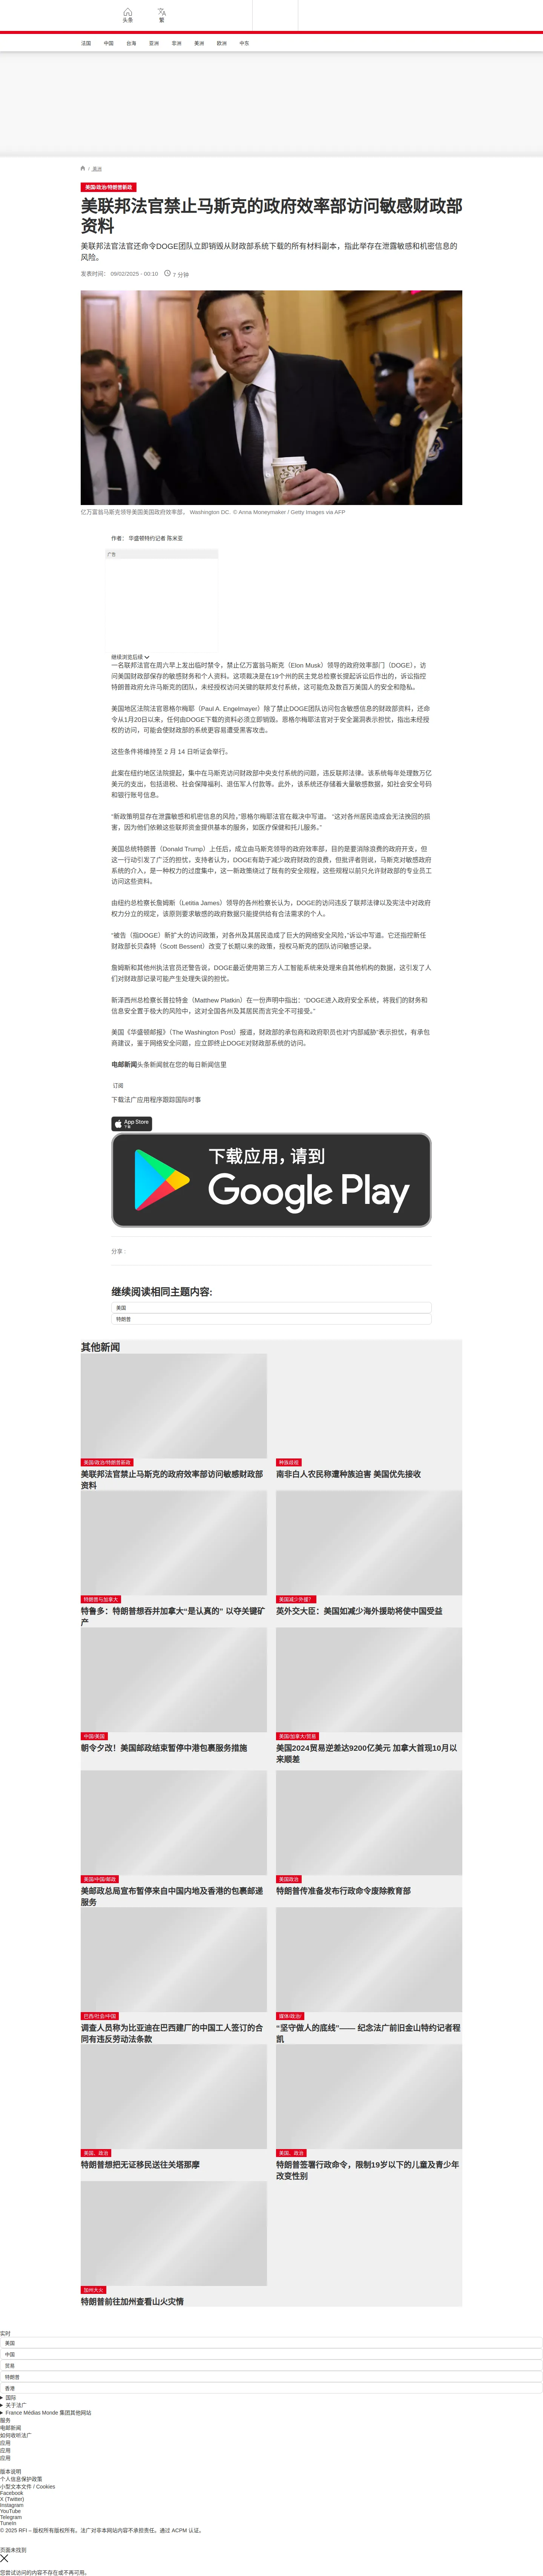 头条
繁
法国
中国
台海
亚洲
非洲
美洲
欧洲
中东
/ 美洲
美国/政治/特朗普新政
美联邦法官禁止马斯克的政府效率部访问敏感财政部
资料
美联邦法官法官还命令DOGE团队立即销毁从财政部系统下载的所有材料副本，指此举存在泄露敏感和机密信息的
风险。
发表时间： 09/02/2025 - 00:10 7 分钟
亿万富翁马斯克领导美国美国政府效率部。 Washington DC. © Anna Moneymaker / Getty Images via AFP
作者： 华盛顿特约记者 陈米亚
广告
继续浏览后续
一名联邦法官在周六早上发出临时禁令，禁止亿万富翁马斯克（Elon Musk）领导的政府效率部门（DOGE），访
问美国财政部保存的敏感财务和个人资料。这项裁决是在19个州的民主党总检察长提起诉讼后作出的，诉讼指控
特朗普政府允许马斯克的团队，未经授权访问关键的联邦支付系统，这可能危及数百万美国人的安全和隐私。
美国地区法院法官恩格尔梅耶（Paul A. Engelmayer）除了禁止DOGE团队访问包含敏感信息的财政部资料，还命
令从1月20日以来，任何由DOGE下载的资料必须立即销毁。恩格尔梅耶法官对于安全漏洞表示担忧，指出未经授
权的访问，可能会使财政部的系统更容易遭受黑客攻击。
这些条件将维持至 2 月 14 日听证会举行。
此案在纽约地区法院提起，集中在马斯克访问财政部中央支付系统的问题，违反联邦法律。该系统每年处理数万亿
美元的支出，包括退税、社会保障福利、退伍军人付款等。此外，该系统还存储着大量敏感数据，如社会安全号码
和银行账号信息。
“新政策明显存在泄露敏感和机密信息的风险，”恩格尔梅耶法官在裁决中写道。 “这对各州居民造成会无法挽回的损
害，因为他们依赖这些联邦资金提供基本的服务，如医疗保健和托儿服务。”
美国总统特朗普（Donald Trump）上任后，成立由马斯克领导的政府效率部，目的是要消除浪费的政府开支，但
这一行动引发了广泛的担忧，支持者认为，DOGE有助于减少政府财政的浪费，但批评者则说，马斯克对敏感政府
系统的介入，是一种权力的过度集中，这一新政策绕过了既有的安全规程，这些规程以前只允许财政部的专业员工
访问这些资料。
由纽约总检察长詹姆斯（Letitia James）领导的各州检察长认为，DOGE的访问违反了联邦法律以及宪法中对政府
权力分立的规定，该原则要求敏感的政府数据只能提供给有合法需求的个人。
“被告（指DOGE）新扩大的访问政策，对各州及其居民造成了巨大的网络安全风险，”诉讼中写道。它还指控新任
财政部长贝森特（Scott Bessent）改变了长期以来的政策，授权马斯克的团队访问敏感记录。
詹姆斯和其他州执法官员还警告说，DOGE最近使用第三方人工智能系统来处理来自其他机构的数据，这引发了人们
对财政部记录可能产生处理失误的担忧。
新泽西州总检察长普拉特金（Matthew Platkin）在一份声明中指出：“DOGE进入政府安全系统，将我们的财务和
信息安全置于极大的风险中，这对全国各州及其居民而言完全不可接受。”
美国《华盛顿邮报》（The Washington Post）报道，财政部的承包商和政府职员也对“内部威胁”表示担忧，有承包
商建议，鉴于网络安全问题，应立即终止DOGE对财政部系统的访问。
电邮新闻头条新闻就在您的每日新闻信里
订阅
下载法广应用程序跟踪国际时事
App Store
下载
下载应用，请到
Google Play
分享 :
继续阅读相同主题内容:
美国
特朗普
其他新闻
美国/政治/特朗普新政
美联邦法官禁止马斯克的政府效率部访问敏感财政部
资料
种族歧视
南非白人农民称遭种族迫害 美国优先接收
特朗普与加拿大
特鲁多：特朗普想吞并加拿大“是认真的” 以夺关键矿
产
美国减少外援？
英外交大臣：美国如减少海外援助将使中国受益
中国/美国
朝令夕改！美国邮政结束暂停中港包裹服务措施
美国/加拿大/贸易
美国2024贸易逆差达9200亿美元 加拿大首现10月以
来顺差
美国/中国/邮政
美邮政总局宣布暂停来自中国内地及香港的包裹邮递
服务
美国政治
特朗普传准备发布行政命令废除教育部
巴西/社会/中国
调查人员称为比亚迪在巴西建厂的中国工人签订的合
同有违反劳动法条款
媒体/政治/
“坚守做人的底线”—— 纪念法广前旧金山特约记者程
凯
美国、政治
特朗普想把无证移民送往关塔那摩
美国、政治
特朗普签署行政命令，限制19岁以下的儿童及青少年
改变性别
加州大火
特朗普前往加州查看山火灾情
实时
美国
中国
贸易
特朗普
香港
国际
关于法广
France Médias Monde 集团其他网站
服务
电邮新闻
如何收听法广
应用
应用
应用
版本说明
个人信息保护政策
小型文本文件 / Cookies
Facebook
X (Twitter)
Instagram
YouTube
Telegram
TuneIn
© 2025 RFI – 版权所有版权所有。法广对非本网站内容不承担责任。通过 ACPM 认证。
页面未找到
您尝试访问的内容不存在或不再可用。